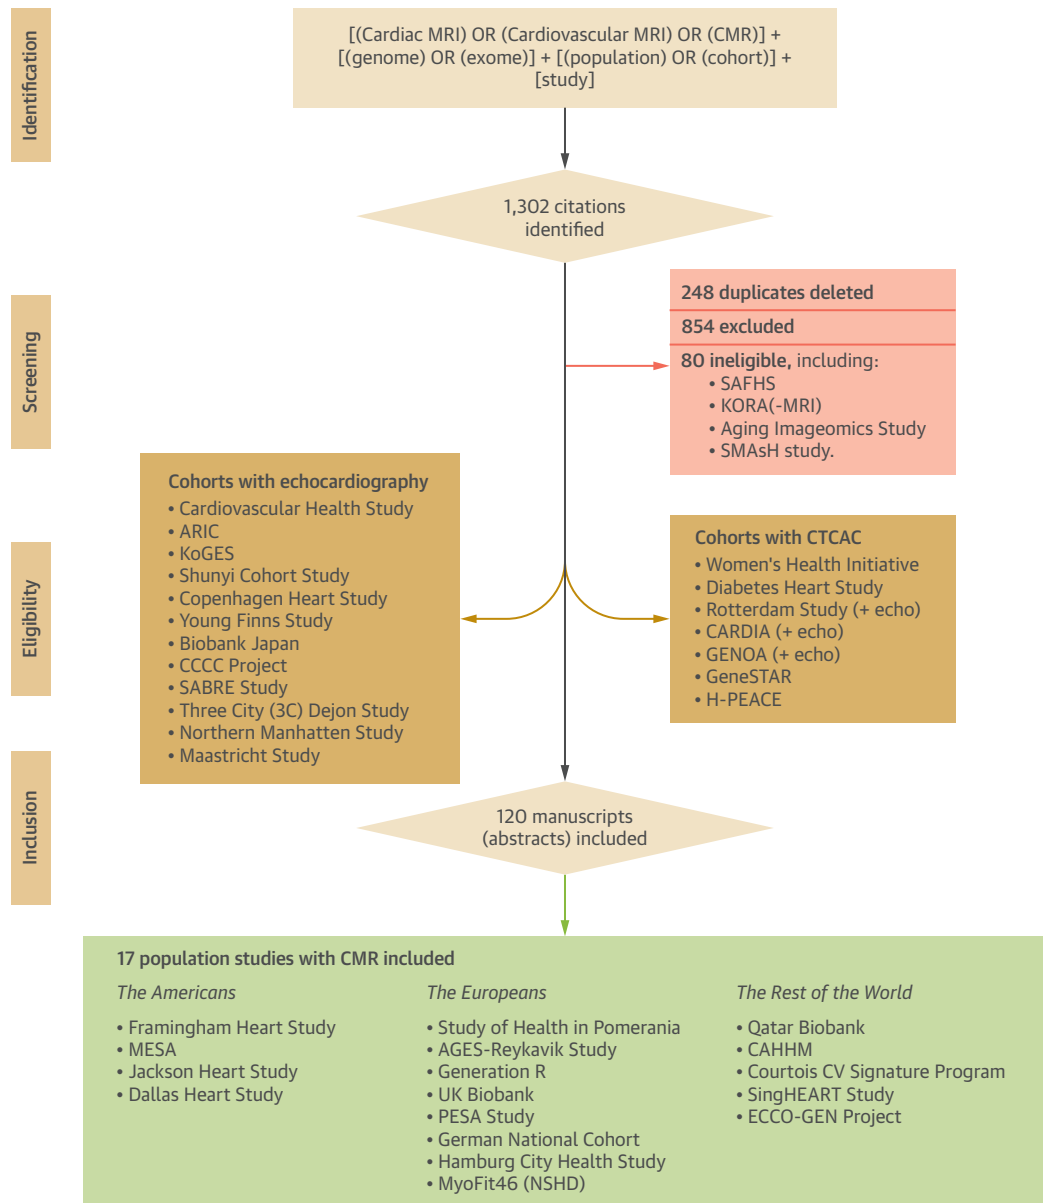 Identification
[(Cardiac MRI) OR (Cardiovascular MRI) OR (CMR)] +
[(genome) OR (exome)] + [(population) OR (cohort)] +
[study]
1,302 citations
identified
Screening
248 duplicates deleted
854 excluded
80 ineligible, including:
• SAFHS
• KORA(-MRI)
• Aging Imageomics Study
• SMAsH study.
Eligibility
Cohorts with echocardiography
• Cardiovascular Health Study
• ARIC
• KoGES
• Shunyi Cohort Study
• Copenhagen Heart Study
• Young Finns Study
• Biobank Japan
• CCCC Project
• SABRE Study
• Three City (3C) Dejon Study
• Northern Manhatten Study
• Maastricht Study
Cohorts with CTCAC
• Women's Health Initiative
• Diabetes Heart Study
• Rotterdam Study (+ echo)
• CARDIA (+ echo)
• GENOA (+ echo)
• GeneSTAR
• H-PEACE
Inclusion
120 manuscripts
(abstracts) included
17 population studies with CMR included
The Americans
• Framingham Heart Study
• MESA
• Jackson Heart Study
• Dallas Heart Study
The Europeans
• Study of Health in Pomerania
• AGES-Reykavik Study
• Generation R
• UK Biobank
• PESA Study
• German National Cohort
• Hamburg City Health Study
• MyoFit46 (NSHD)
The Rest of the World
• Qatar Biobank
• CAHHM
• Courtois CV Signature Program
• SingHEART Study
• ECCO-GEN Project